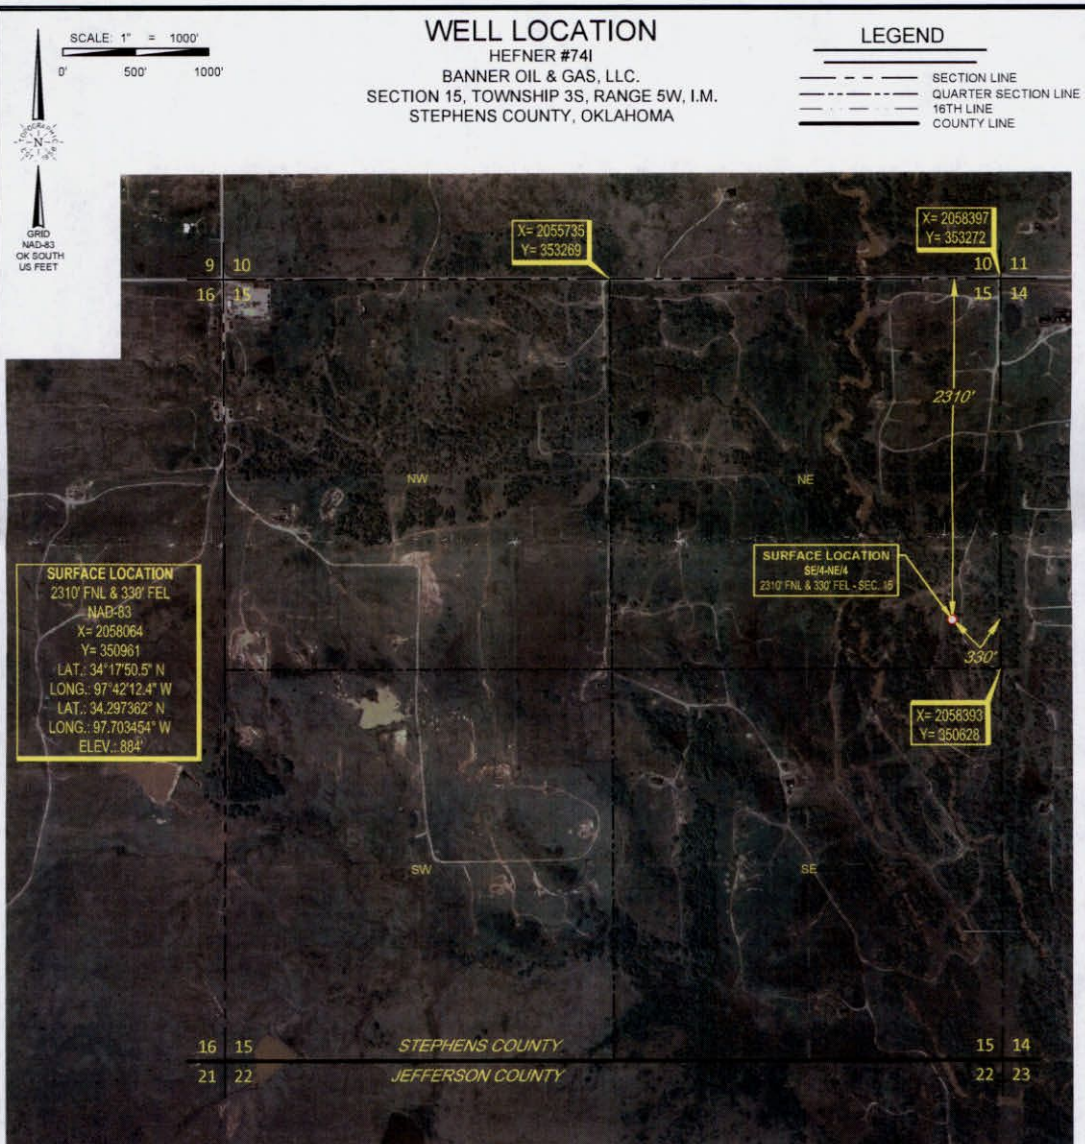 SCALE: 1" = 1000'
0' 500' 1000'
N
GRID
NAD-83
OK SOUTH
US FEET
WELL LOCATION
HEFNER #74I
BANNER OIL & GAS, LLC.
SECTION 15, TOWNSHIP 3S, RANGE 5W, I.M.
STEPHENS COUNTY, OKLAHOMA
LEGEND
SECTION LINE
QUARTER SECTION LINE
16TH LINE
COUNTY LINE
X= 2055735
Y= 353269
X= 2058397
Y= 353272
9 10
16 15
10 11
15 14
2310'
NW
NE
SURFACE LOCATION
SE/4-NE/4
2310' FNL & 330' FEL - SEC. 15
330'
SURFACE LOCATION
2310' FNL & 330' FEL
NAD-83
X= 2058064
Y= 350961
LAT.: 34°17'50.5" N
LONG.: 97°42'12.4" W
LAT.: 34.297362° N
LONG.: 97.703454° W
ELEV.: 884'
X= 2058393
Y= 350628
SW
SE
16 15
STEPHENS COUNTY
15 14
21 22
JEFFERSON COUNTY
22 23